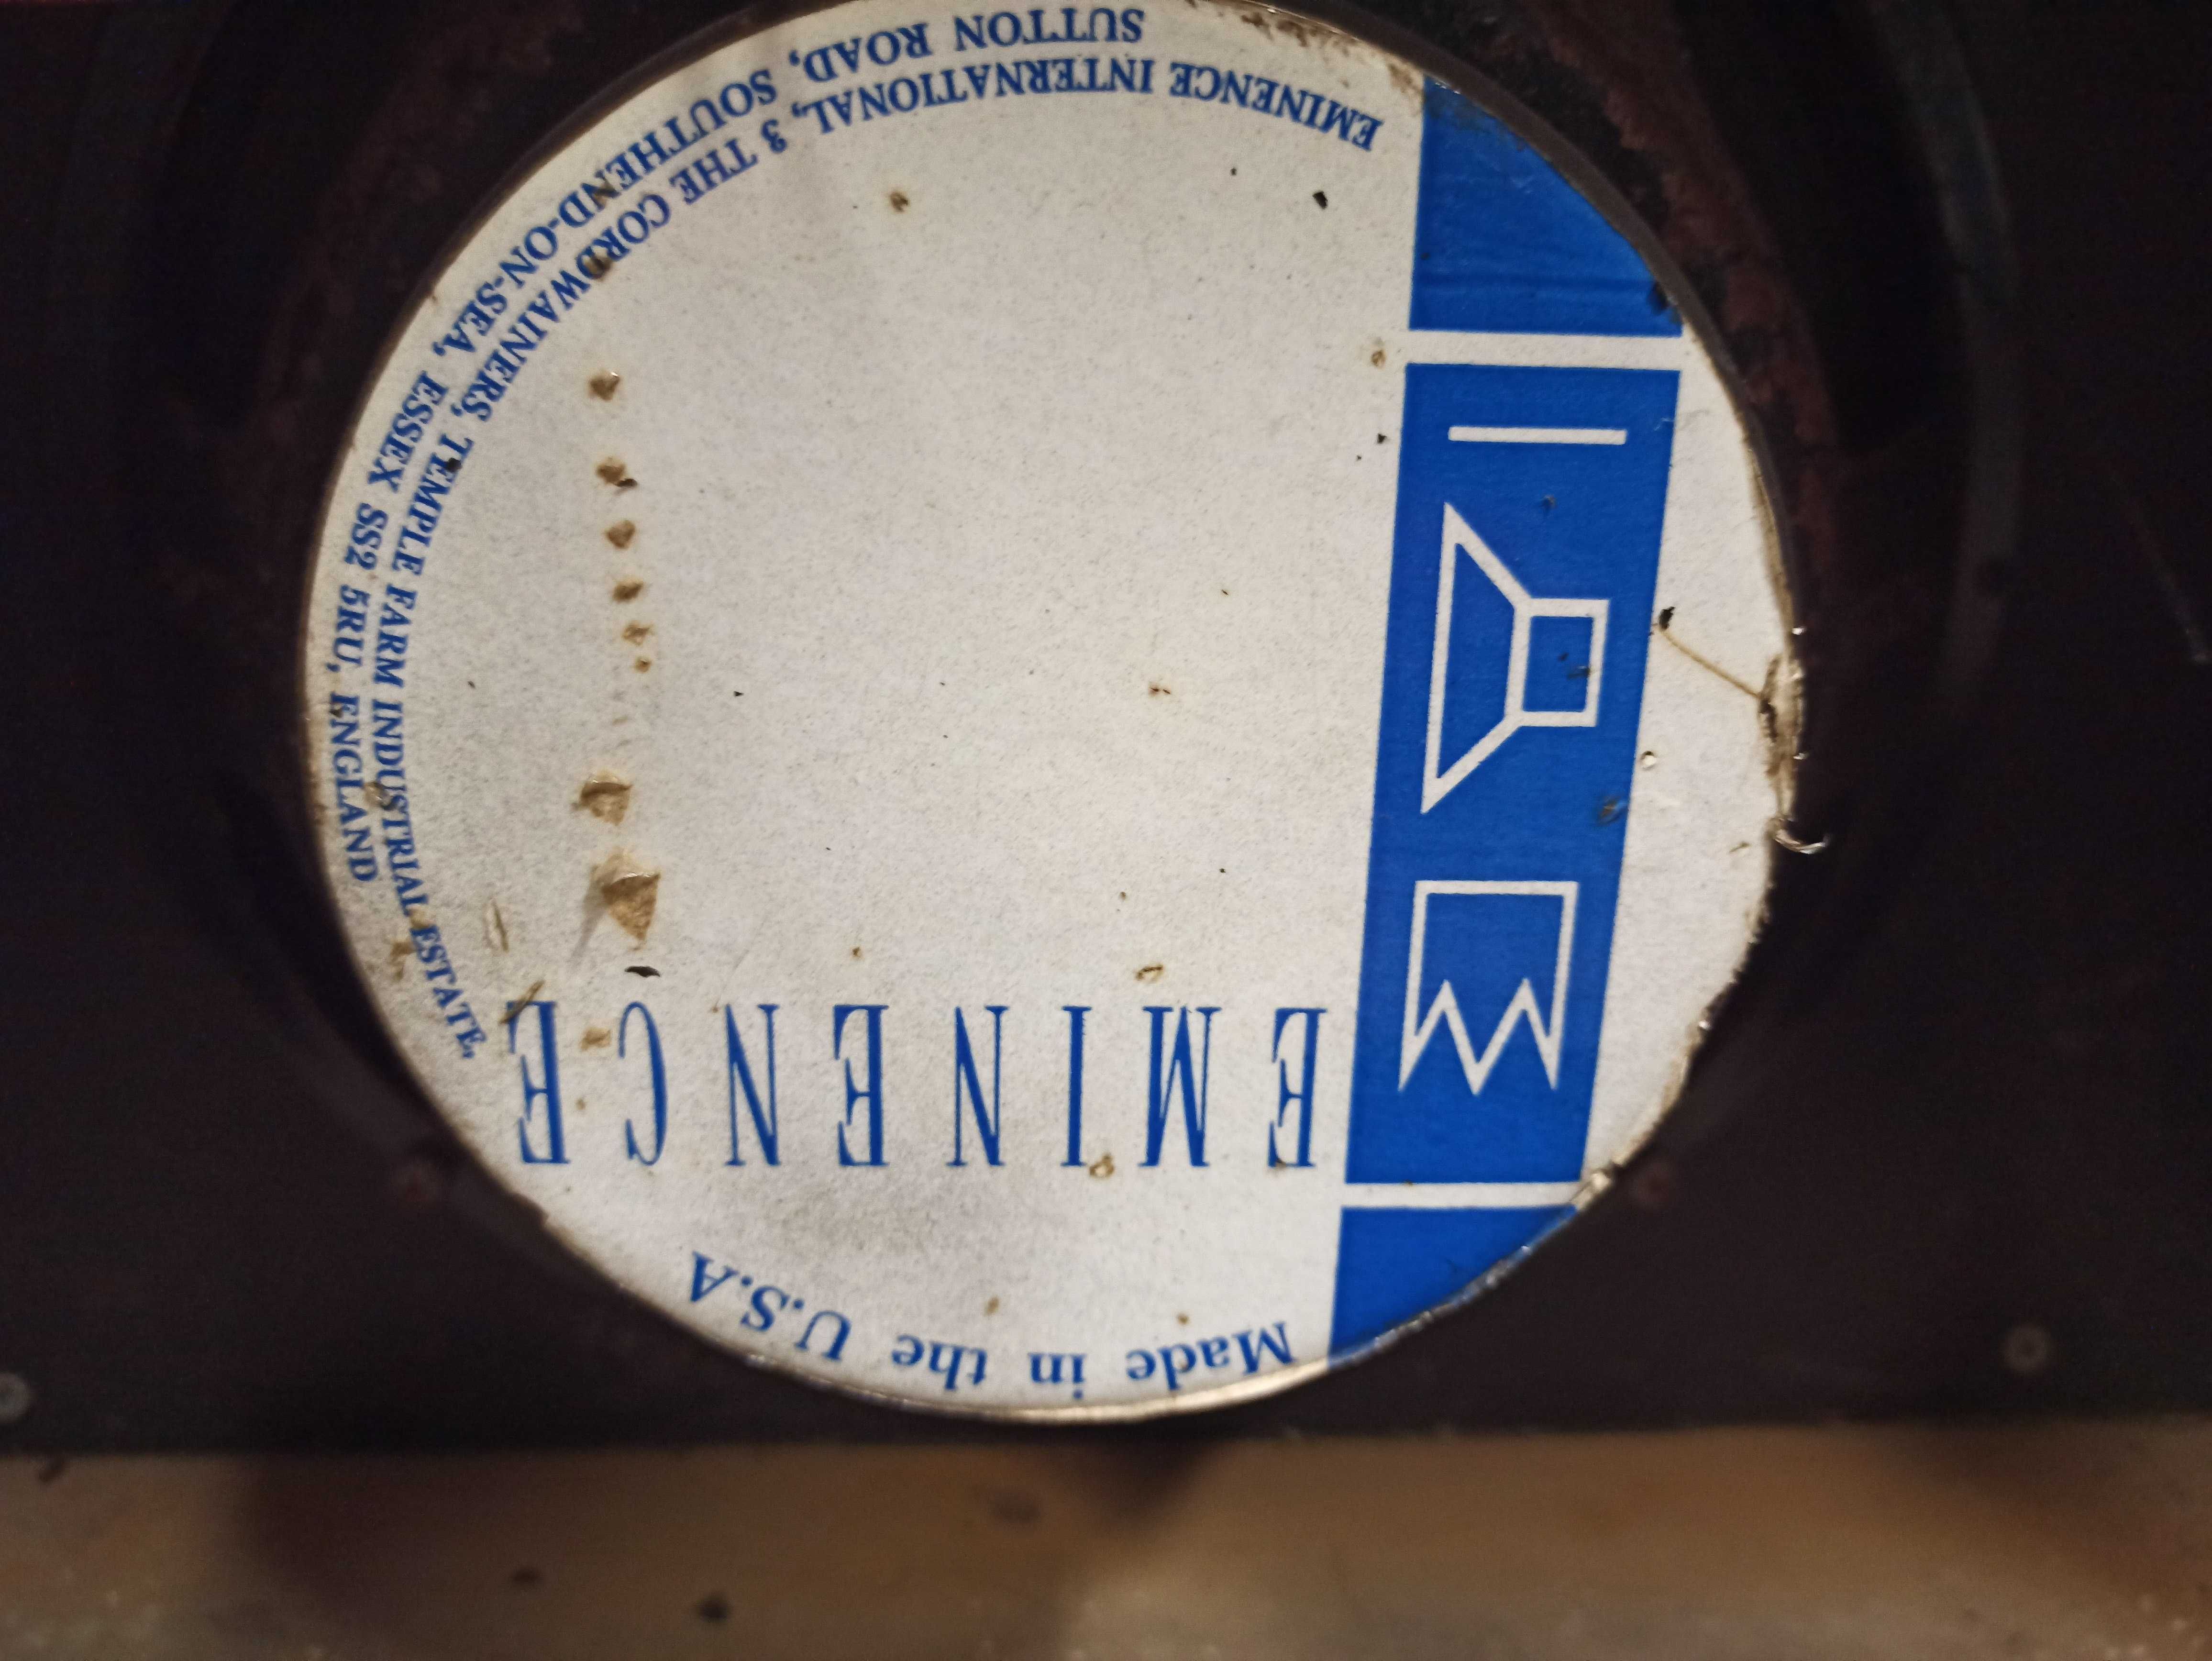 Made in the U.S.A
EMINENCE
EMINENCE INTERNATIONAL, 3 THE CORDWAINERS, TEMPLE FARM INDUSTRIAL ESTATE,
SUTTON ROAD, SOUTHEND-ON-SEA, ESSEX SS2 5RU, ENGLAND